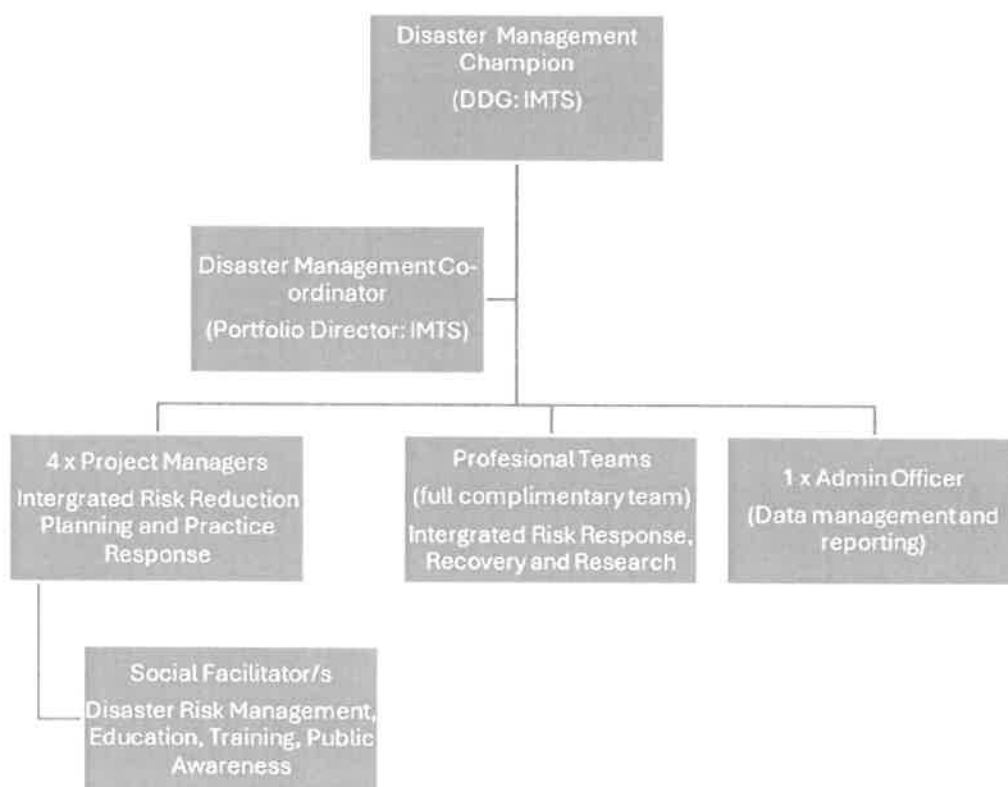 Disaster Management
Champion
(DDG: IMTS)
Disaster Management Co-
ordinator
(Portfolio Director: IMTS)
4 x Project Managers
Intergrated Risk Reduction
Planning and Practice
Response
Profesional Teams
(full complimentary team)
Intergrated Risk Response,
Recovery and Research
1 x Admin Officer
(Data management and
reporting)
Social Facilitator/s
Disaster Risk Management,
Education, Training, Public
Awareness